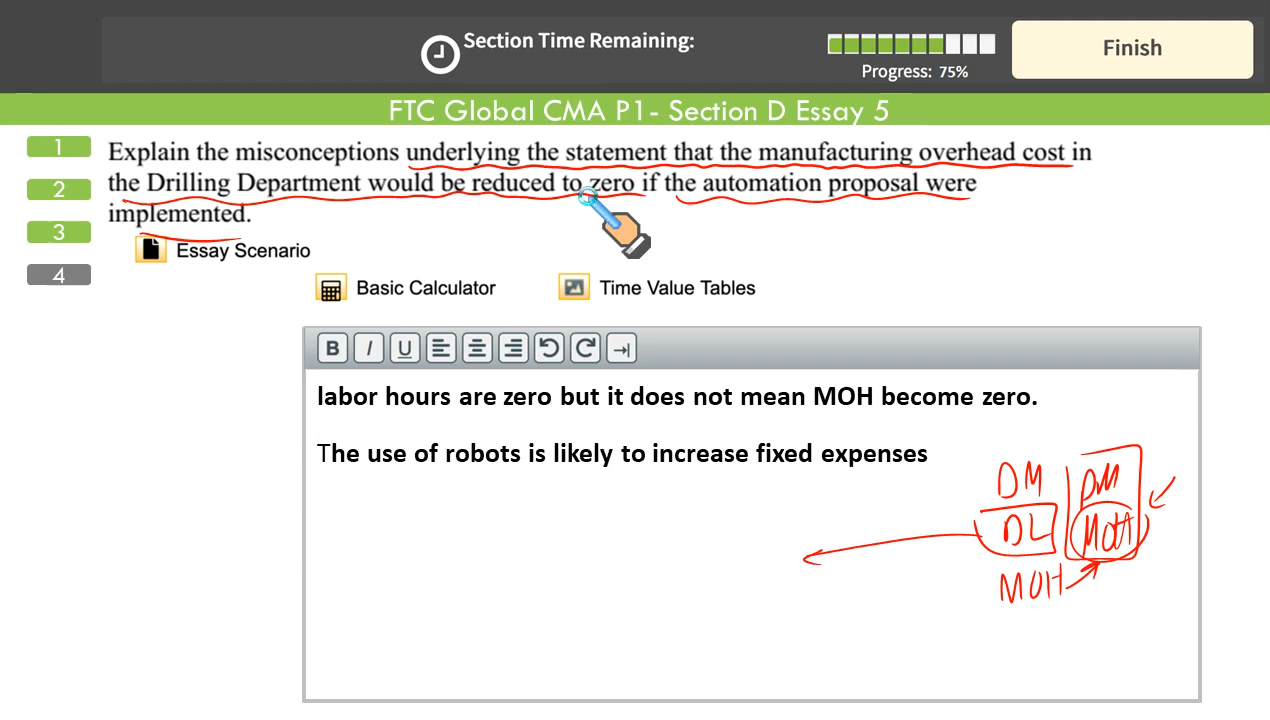 Section Time Remaining:
Progress: 75%
Finish
FTC Global CMA P1- Section D Essay 5
1
2
3
4
Explain the misconceptions underlying the statement that the manufacturing overhead cost in
the Drilling Department would be reduced to zero if the automation proposal were
implemented.
Essay Scenario
Basic Calculator
Time Value Tables
B I U
labor hours are zero but it does not mean MOH become zero.
The use of robots is likely to increase fixed expenses
DM DM
DL MOH
MOH